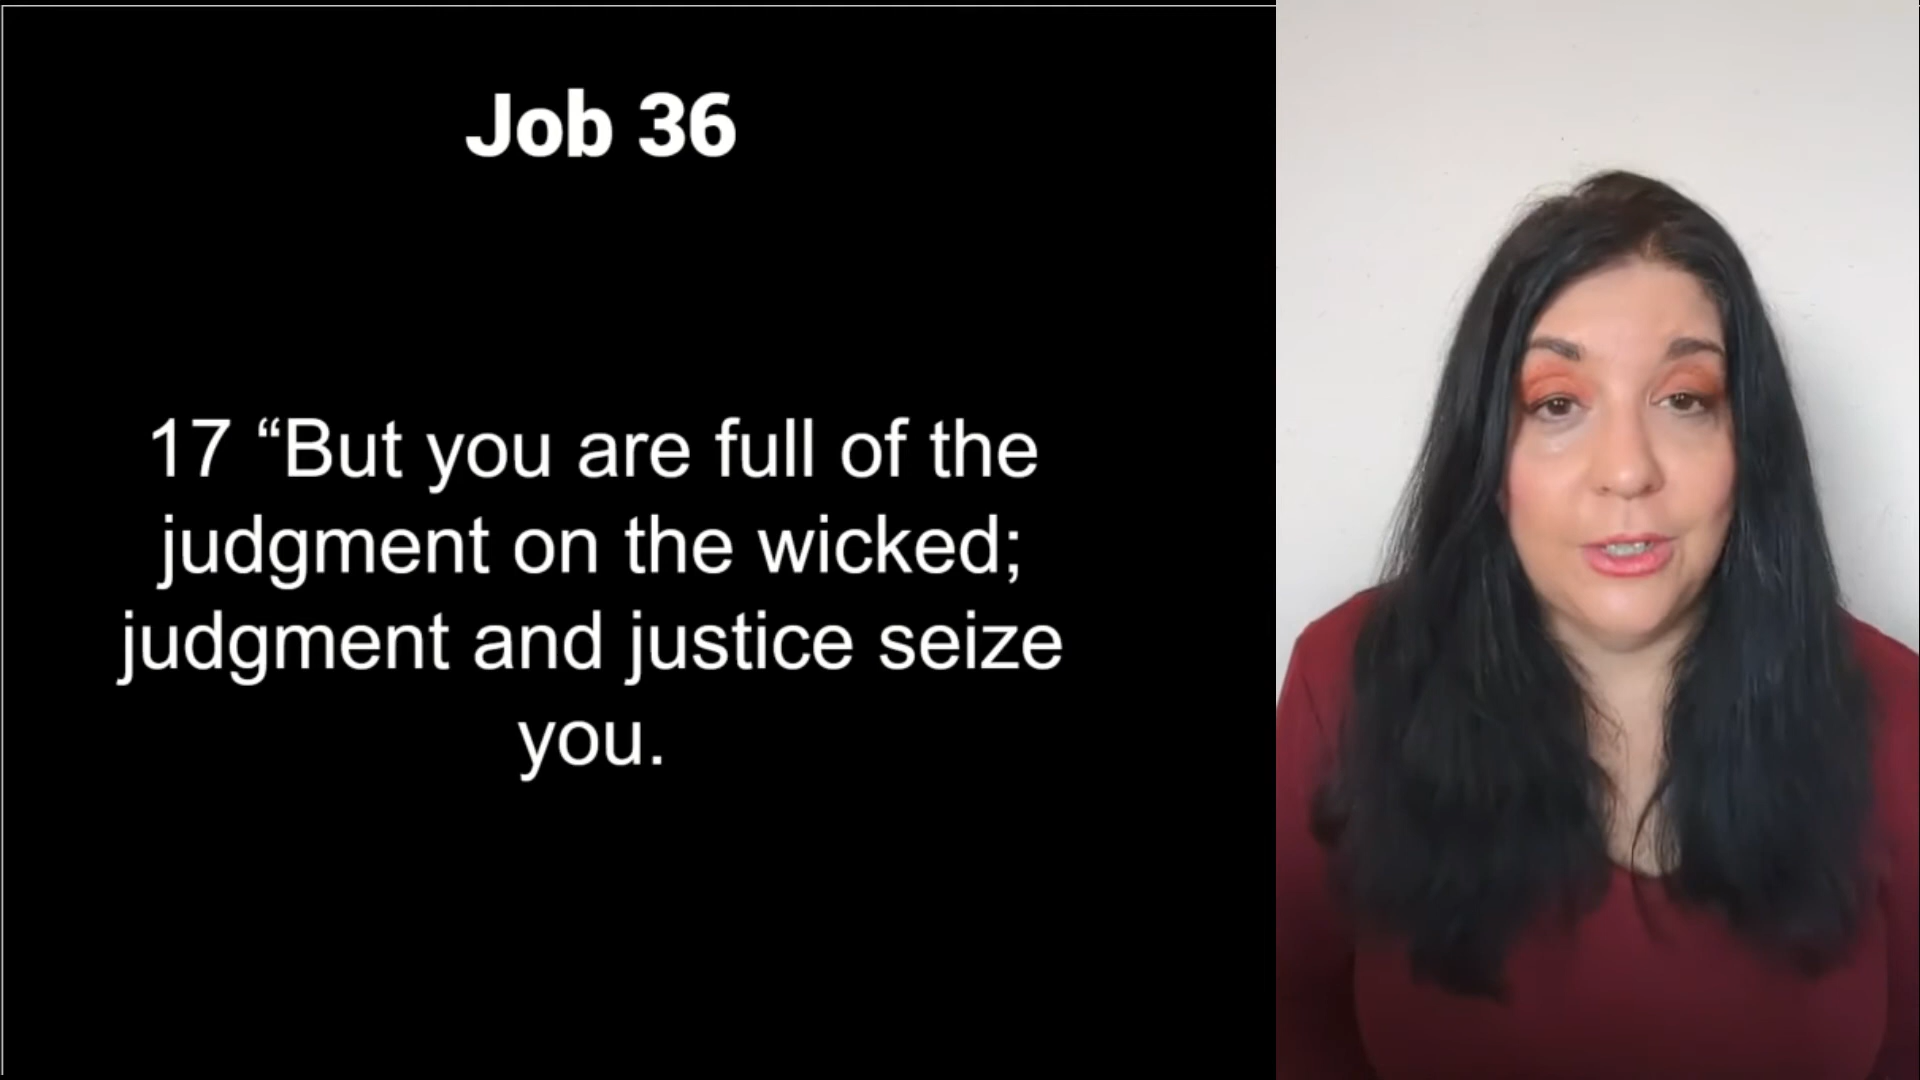 Job 36
17 “But you are full of the
judgment on the wicked;
judgment and justice seize
you.